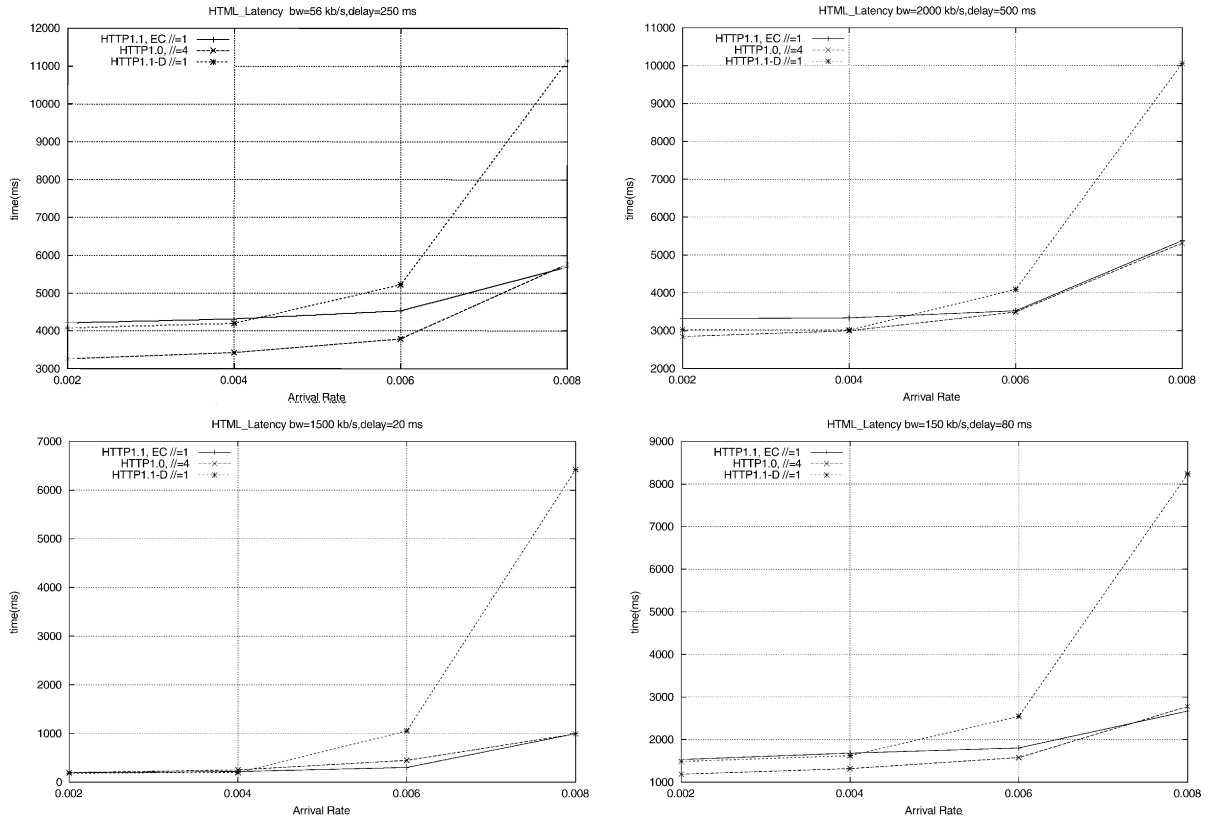 HTML_Latency bw=56 kb/s,delay=250 ms
12000
11000
10000
9000
8000
7000
6000
5000
4000
3000
time(ms)
HTTP1.1, EC //=1
HTTP1.0, //=4
HTTP1.1-D //=1
0.002
0.004
0.006
0.008
Arrival Rate
HTML_Latency bw=2000 kb/s,delay=500 ms
11000
10000
9000
8000
7000
6000
5000
4000
3000
2000
time(ms)
HTTP1.1, EC //=1
HTTP1.0, //=4
HTTP1.1-D //=1
0.002
0.004
0.006
0.008
Arrival Rate
HTML_Latency bw=1500 kb/s,delay=20 ms
7000
6000
5000
4000
3000
2000
1000
0
time(ms)
HTTP1.1, EC //=1
HTTP1.0, //=4
HTTP1.1-D //=1
0.002
0.004
0.006
0.008
Arrival Rate
HTML_Latency bw=150 kb/s,delay=80 ms
9000
8000
7000
6000
5000
4000
3000
2000
1000
time(ms)
HTTP1.1, EC //=1
HTTP1.0, //=4
HTTP1.1-D //=1
0.002
0.004
0.006
0.008
Arrival Rate